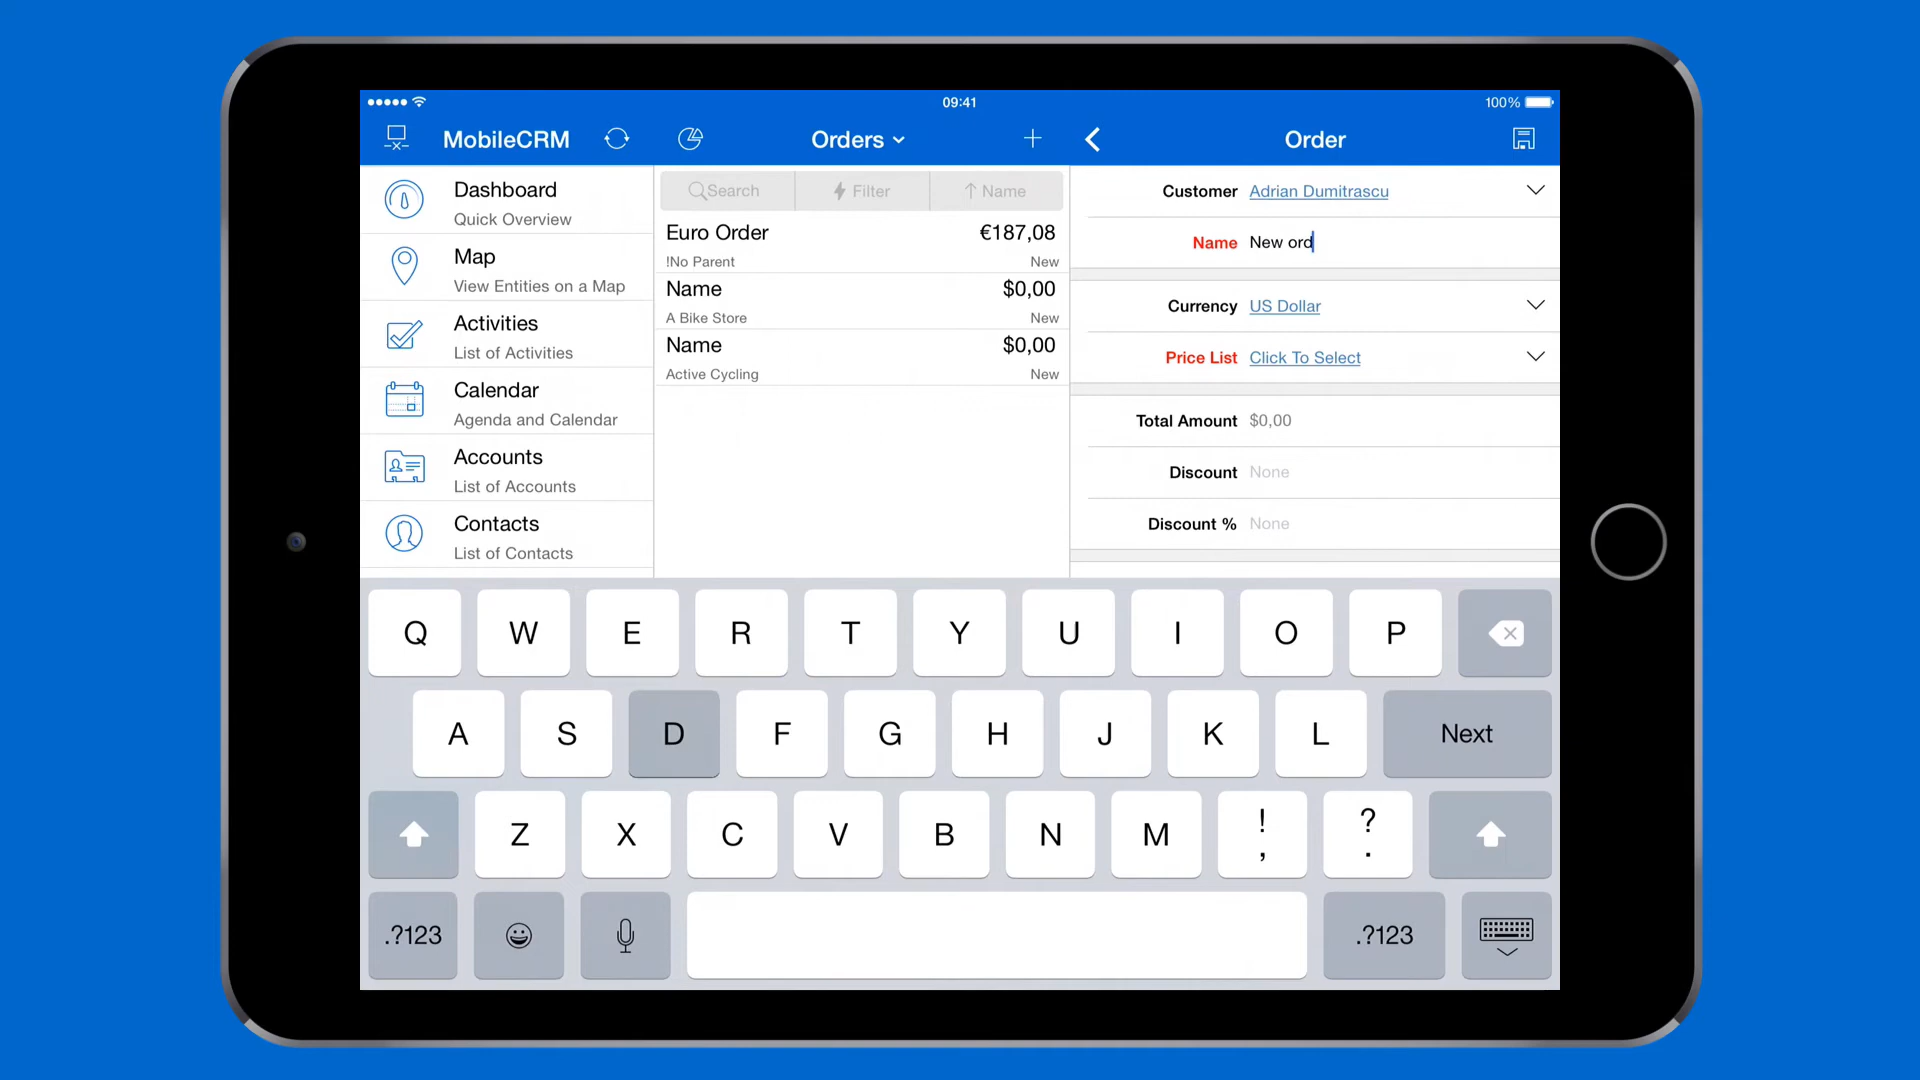 09:41
100%
MobileCRM
Orders
Order
Dashboard
Quick Overview
Map
View Entities on a Map
Activities
List of Activities
Calendar
Agenda and Calendar
Accounts
List of Accounts
Contacts
List of Contacts
Search Filter Name
Euro Order €187,08
!No Parent New
Name $0,00
A Bike Store New
Name $0,00
Active Cycling New
Customer Adrian Dumitrascu
Name New ord
Currency US Dollar
Price List Click To Select
Total Amount $0,00
Discount None
Discount % None
Q W E R T Y U I O P
A S D F G H J K L Next
Z X C V B N M ! , ? .
.?123 .?123